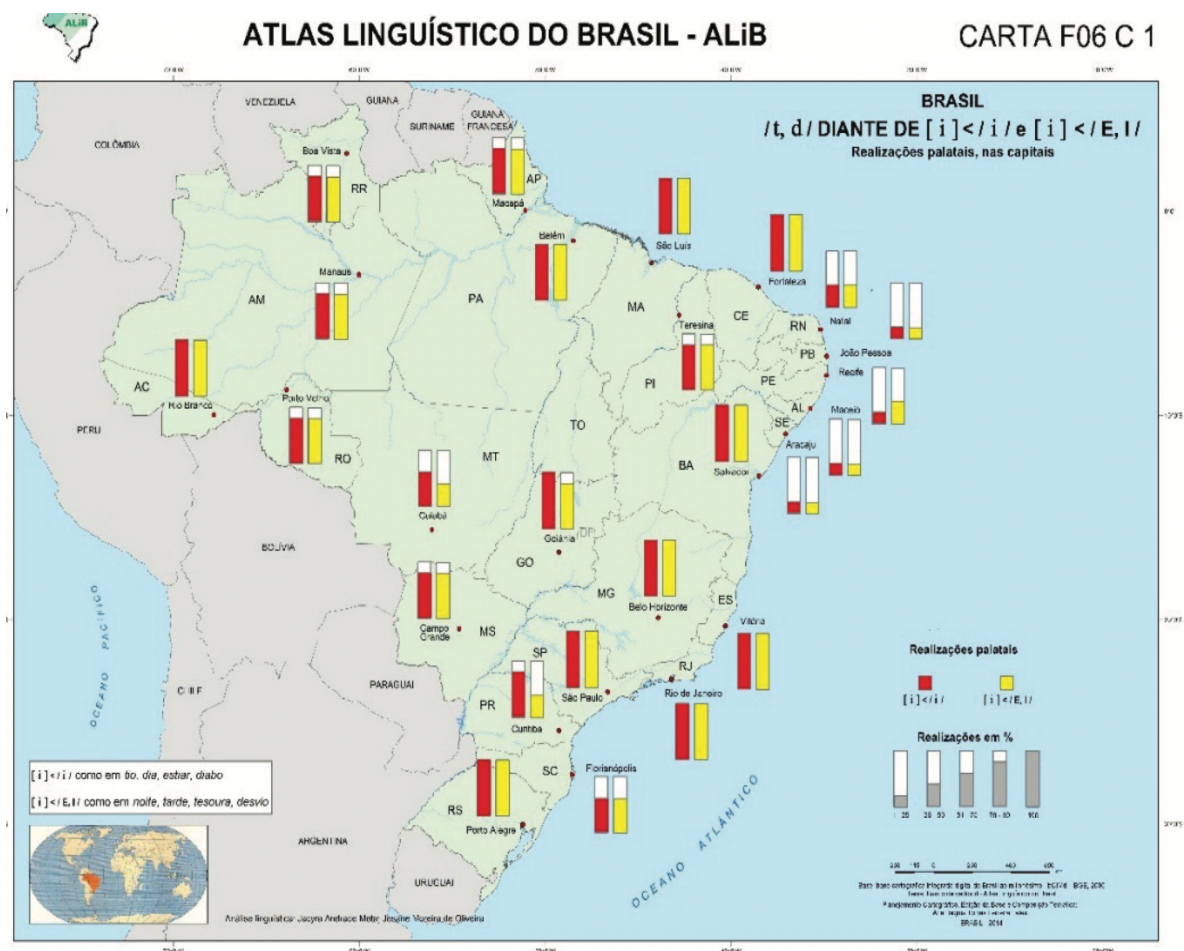 ALiB
ATLAS LINGUÍSTICO DO BRASIL - ALiB
CARTA F06 C 1
BRASIL
/t, d/ DIANTE DE [ i ]</ i / e [ i ] </ E, I /
Realizações palatais, nas capitais
VENEZUELA
GUIANA
SURINAME
GUIANA
FRANCESA
COLÔMBIA
Boa Vista
RR
AP
Macapá
Belém
São Luís
Fortaleza
Natal
Manaus
AM
PA
MA
CE
Teresina
RN
PB
João Pessoa
Recife
PI
PE
AC
Rio Branco
Porto Velho
TO
AL
Maceió
SE
Aracaju
PERU
RO
MT
BA
Salvador
Cuiabá
Goiânia
DF
BOLÍVIA
GO
MG
Belo Horizonte
ES
Vitória
Campo
Grande
MS
SP
RJ
São Paulo
Rio de Janeiro
PARAGUAI
PR
Curitiba
OCEANO PACÍFICO
SC
Florianópolis
RS
Porto Alegre
ARGENTINA
URUGUAI
OCEANO ATLÂNTICO
Realizações palatais
[ i ]</ i /
[ i ]</ E, I /
Realizações em %
100
[ i ]</ i / como em tio, dia, estiar, diabo
[ i ]</ E, I / como em noite, tarde, tesoura, desvio
Análise linguística: Jacyra Andrade Mota, Josane Moreira de Oliveira
BRASIL 2014